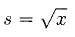 s = √x